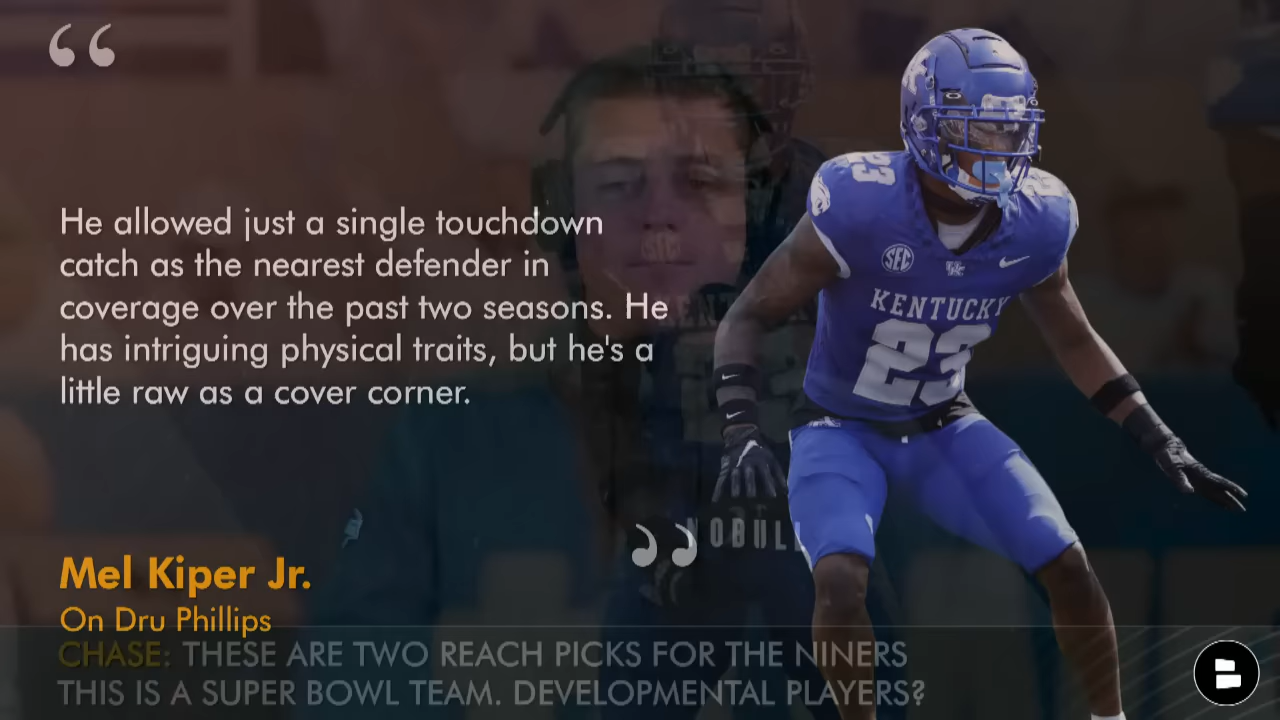 “
He allowed just a single touchdown
catch as the nearest defender in
coverage over the past two seasons. He
has intriguing physical traits, but he's a
little raw as a cover corner.
”
Mel Kiper Jr.
On Dru Phillips
CHASE: THESE ARE TWO REACH PICKS FOR THE NINERS
THIS IS A SUPER BOWL TEAM. DEVELOPMENTAL PLAYERS?
23
SEC
UK
KENTUCKY
23
NOBULL
B